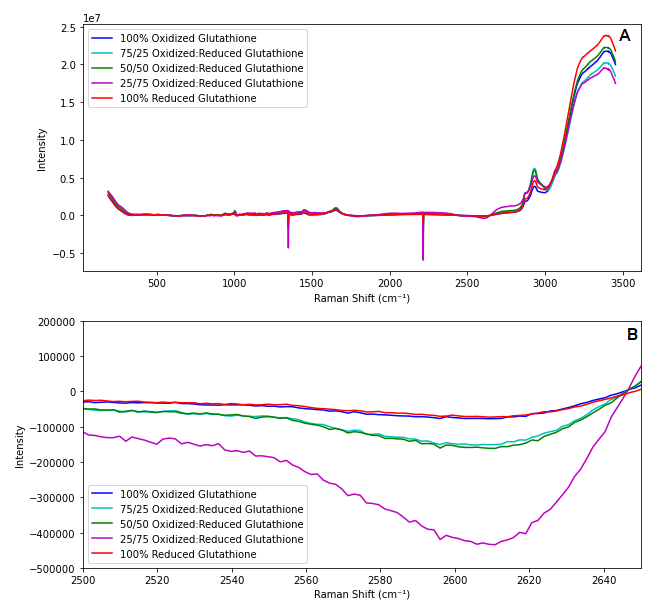 1e7
A
2.5
2.0
1.5
1.0
0.5
0.0
−0.5
Intensity
100% Oxidized Glutathione
75/25 Oxidized:Reduced Glutathione
50/50 Oxidized:Reduced Glutathione
25/75 Oxidized:Reduced Glutathione
100% Reduced Glutathione
500 1000 1500 2000 2500 3000 3500
Raman Shift (cm⁻¹)
B
200000
100000
0
−100000
−200000
−300000
−400000
−500000
Intensity
100% Oxidized Glutathione
75/25 Oxidized:Reduced Glutathione
50/50 Oxidized:Reduced Glutathione
25/75 Oxidized:Reduced Glutathione
100% Reduced Glutathione
2500 2520 2540 2560 2580 2600 2620 2640
Raman Shift (cm⁻¹)